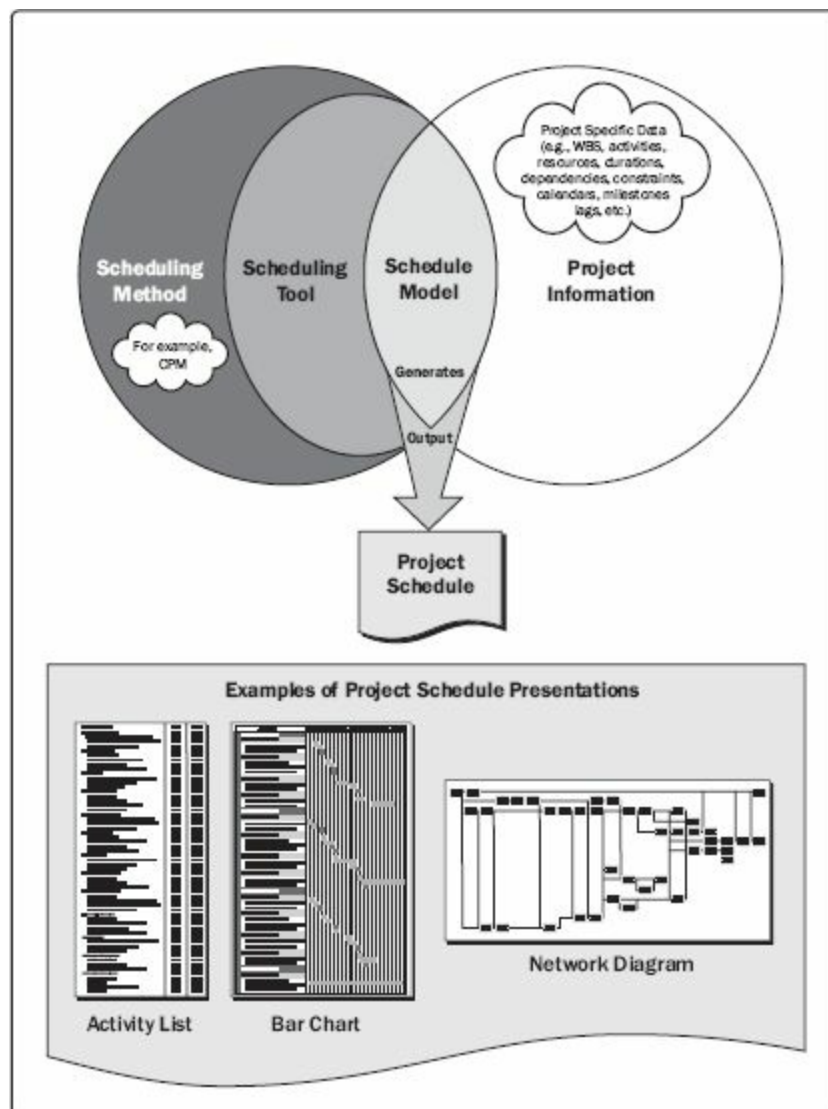 Project Specific Data
(e.g., WBS, activities,
resources, durations,
dependencies, constraints,
calendars, milestones
lags, etc.)
Scheduling
Method
Scheduling
Tool
Schedule
Model
Project
Information
For example,
CPM
Generates
Output
Project
Schedule
Examples of Project Schedule Presentations
Activity List
Bar Chart
Network Diagram